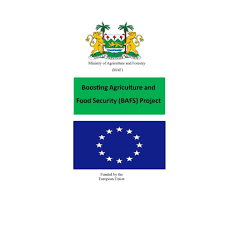 Ministry of Agriculture and Forestry
(MAF)
Boosting Agriculture and
Food Security (BAFS) Project
Funded by the
European Union